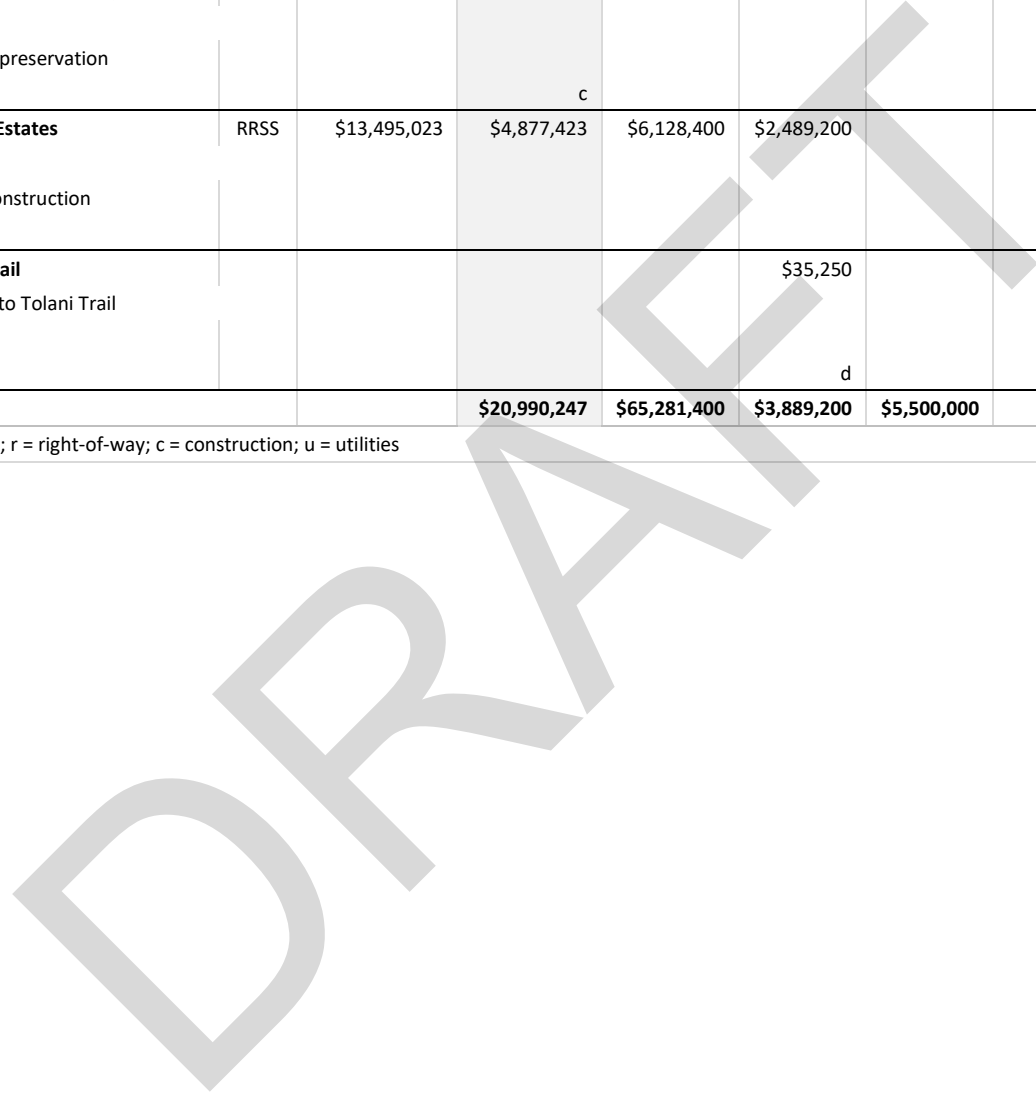 preservation
c
Estates RRSS $13,495,023 $4,877,423 $6,128,400 $2,489,200
onstruction
ail $35,250
to Tolani Trail
d
$20,990,247 $65,281,400 $3,889,200 $5,500,000
; r = right-of-way; c = construction; u = utilities
DRAFT